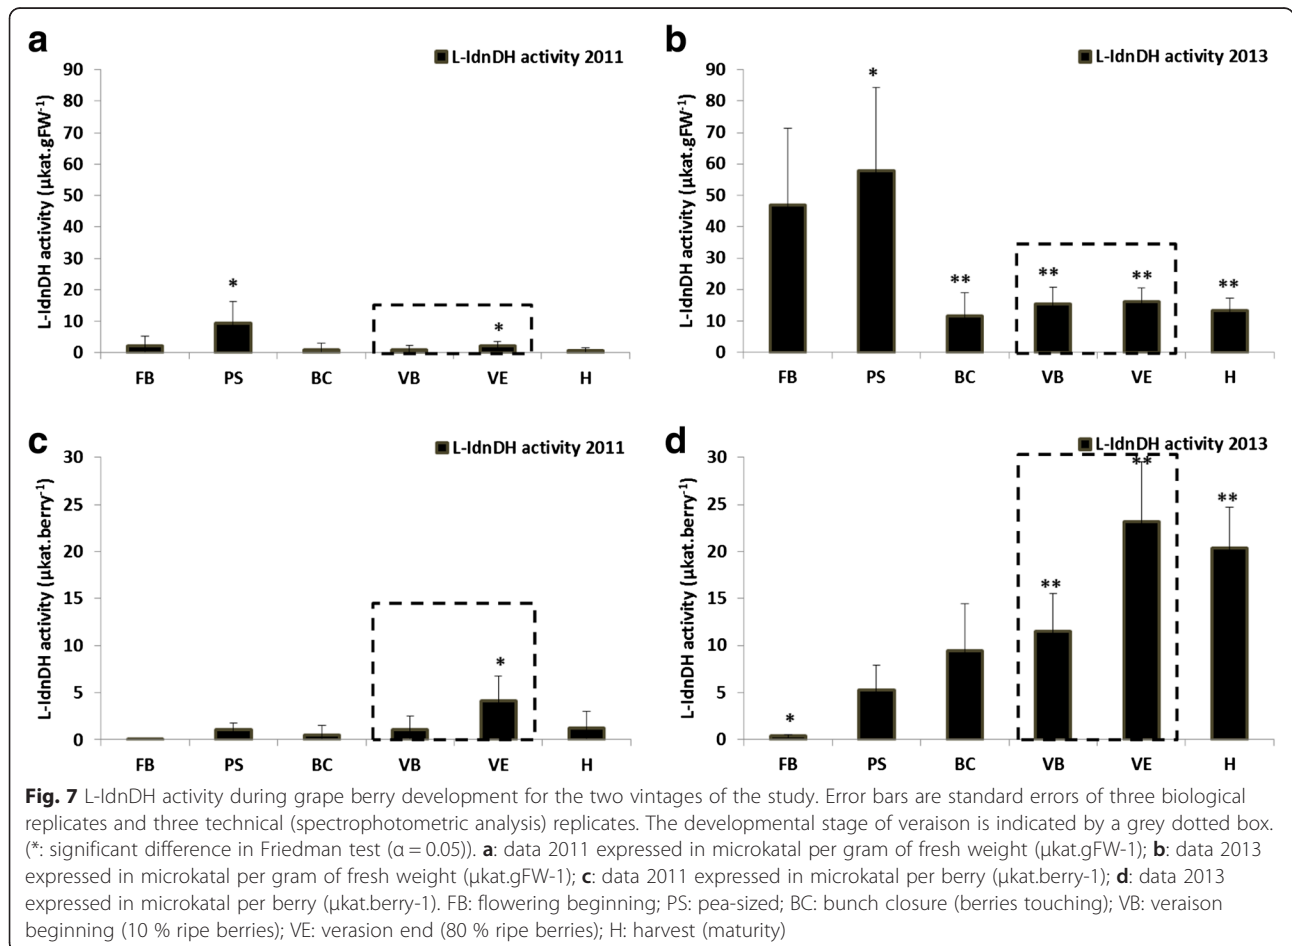 a
L-IdnDH activity 2011
L-IdnDH activity (µkat.gFW⁻¹)
90
80
70
60
50
40
30
20
10
0
*
*
FB PS BC VB VE H
b
L-IdnDH activity 2013
L-IdnDH activity (µkat.gFW⁻¹)
90
80
70
60
50
40
30
20
10
0
*
**
**
**
**
FB PS BC VB VE H
c
L-IdnDH activity 2011
L-IDnDH activity (µkat.berry⁻¹)
30
25
20
15
10
5
0
*
FB PS BC VB VE H
d
L-IdnDH activity 2013
L-IDnDH activity (µkat.berry⁻¹)
30
25
20
15
10
5
0
*
**
**
**
FB PS BC VB VE H
Fig. 7 L-IdnDH activity during grape berry development for the two vintages of the study. Error bars are standard errors of three biological
replicates and three technical (spectrophotometric analysis) replicates. The developmental stage of veraison is indicated by a grey dotted box.
(*: significant difference in Friedman test (α = 0.05)). a: data 2011 expressed in microkatal per gram of fresh weight (µkat.gFW-1); b: data 2013
expressed in microkatal per gram of fresh weight (µkat.gFW-1); c: data 2011 expressed in microkatal per berry (µkat.berry-1); d: data 2013
expressed in microkatal per berry (µkat.berry-1). FB: flowering beginning; PS: pea-sized; BC: bunch closure (berries touching); VB: veraison
beginning (10 % ripe berries); VE: verasion end (80 % ripe berries); H: harvest (maturity)